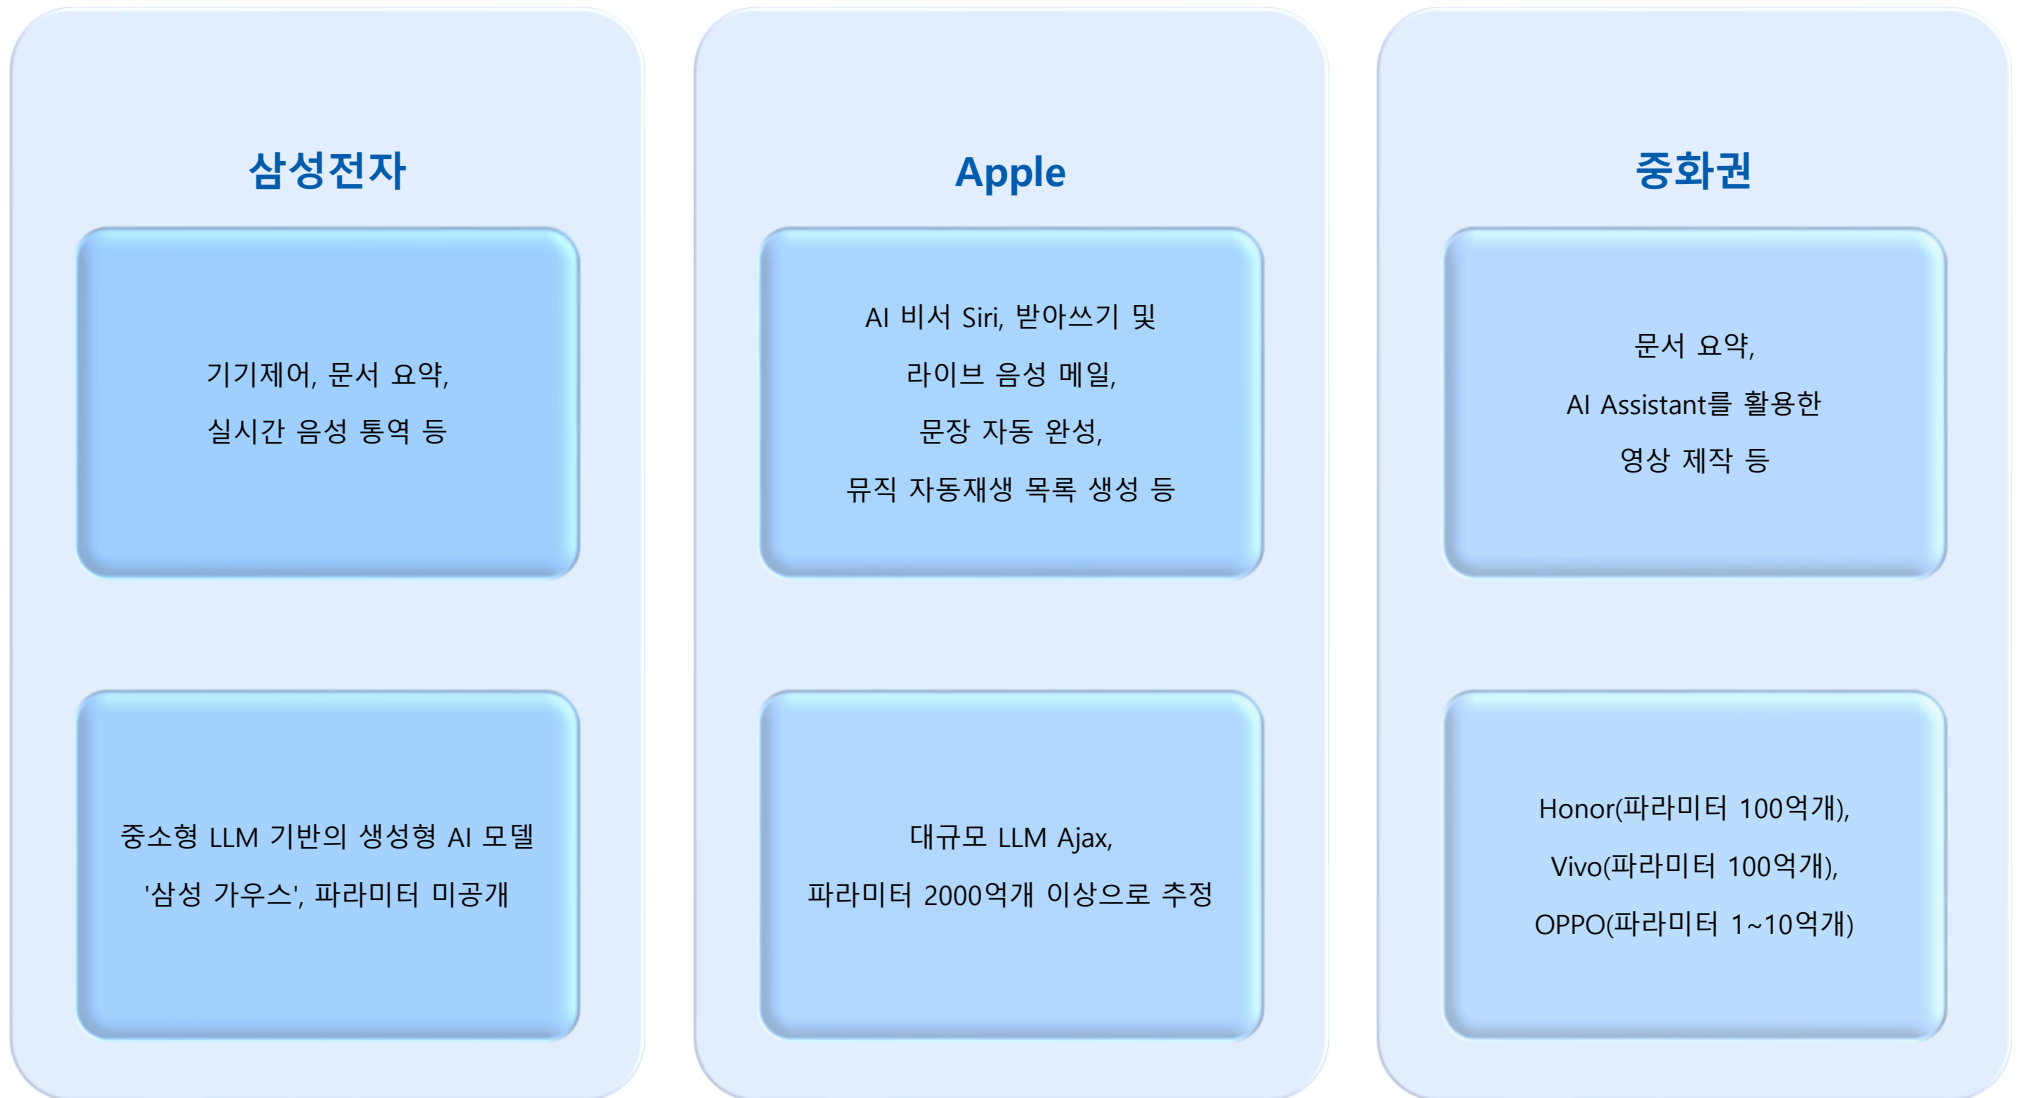 삼성전자
기기제어, 문서 요약,
실시간 음성 통역 등
중소형 LLM 기반의 생성형 AI 모델
'삼성 가우스', 파라미터 미공개
Apple
AI 비서 Siri, 받아쓰기 및
라이브 음성 메일,
문장 자동 완성,
뮤직 자동재생 목록 생성 등
대규모 LLM Ajax,
파라미터 2000억개 이상으로 추정
중화권
문서 요약,
AI Assistant를 활용한
영상 제작 등
Honor(파라미터 100억개),
Vivo(파라미터 100억개),
OPPO(파라미터 1~10억개)